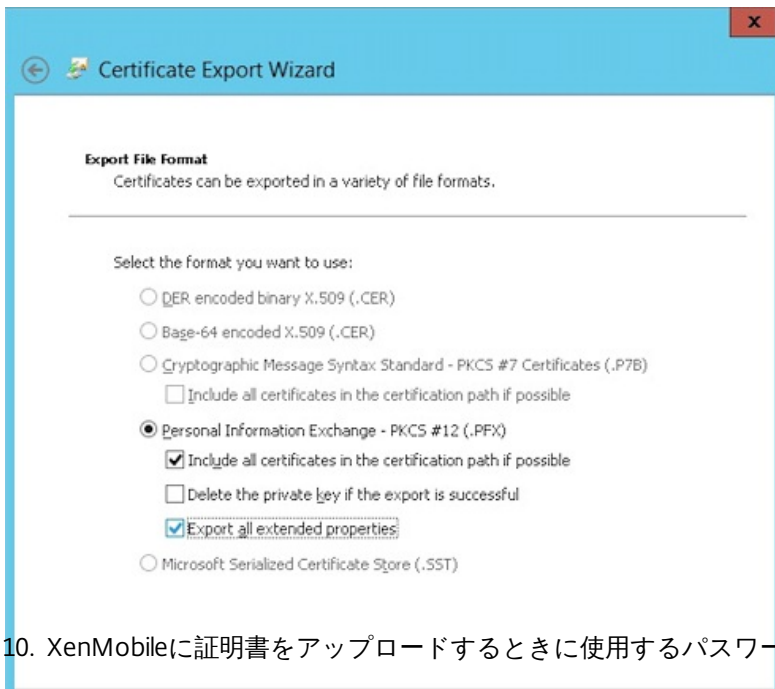 x
Certificate Export Wizard
Export File Format
Certificates can be exported in a variety of file formats.
Select the format you want to use:
DER encoded binary X.509 (.CER)
Base-64 encoded X.509 (.CER)
Cryptographic Message Syntax Standard - PKCS #7 Certificates (.P7B)
Include all certificates in the certification path if possible
Personal Information Exchange - PKCS #12 (.PFX)
Include all certificates in the certification path if possible
Delete the private key if the export is successful
Export all extended properties
Microsoft Serialized Certificate Store (.SST)
10. XenMobileに証明書をアップロードするときに使用するパスワー